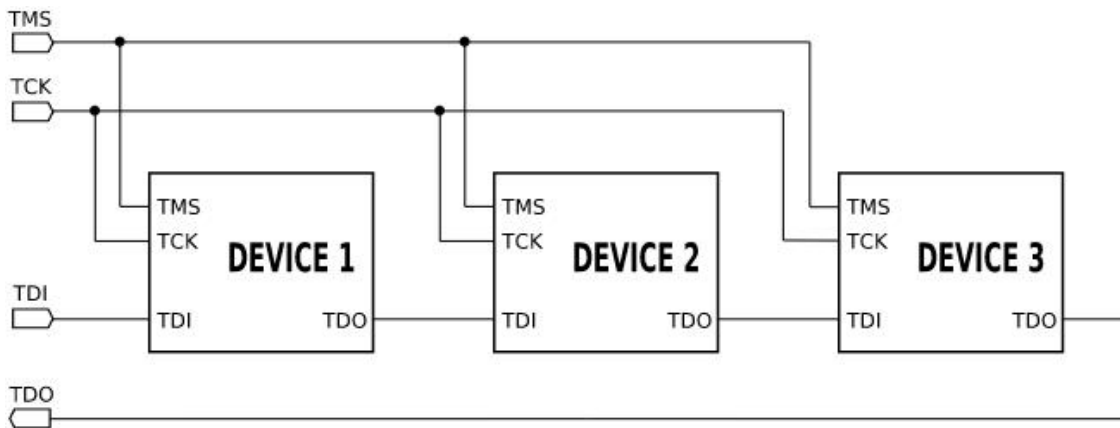 TMS
TCK
TMS
TCK
DEVICE 1
TDI
TDO
TMS
TCK
DEVICE 2
TDI
TDO
TMS
TCK
DEVICE 3
TDI
TDO
TDI
TDO